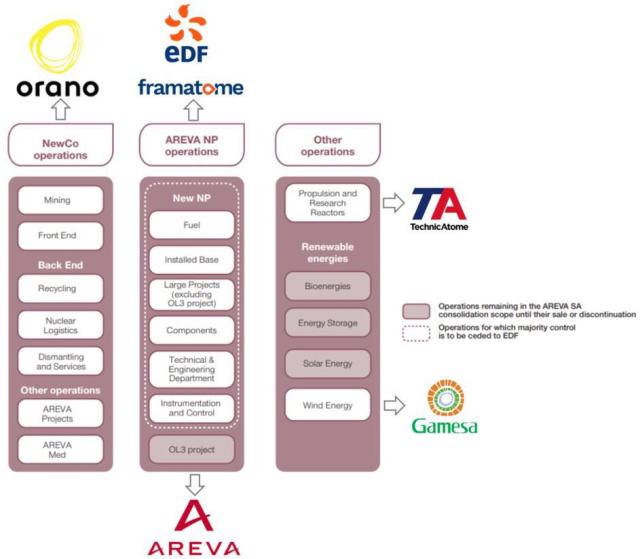 orano
eDF
framatome
NewCo
operations
AREVA NP
operations
Other
operations
Mining
Front End
Back End
Recycling
Nuclear
Logistics
Dismantling
and Services
Other operations
AREVA
Projects
AREVA
Med
New NP
Fuel
Installed Base
Large Projects
(excluding
OL3 project)
Components
Technical &
Engineering
Department
Instrumentation
and Control
OL3 project
AREVA
Propulsion and
Research
Reactors
TA
TechnicAtome
Renewable
energies
Bioenergies
Energy Storage
Solar Energy
Wind Energy
Gamesa
Operations remaining in the AREVA SA
consolidation scope until their sale or discontinuation
Operations for which majority control
is to be ceded to EDF